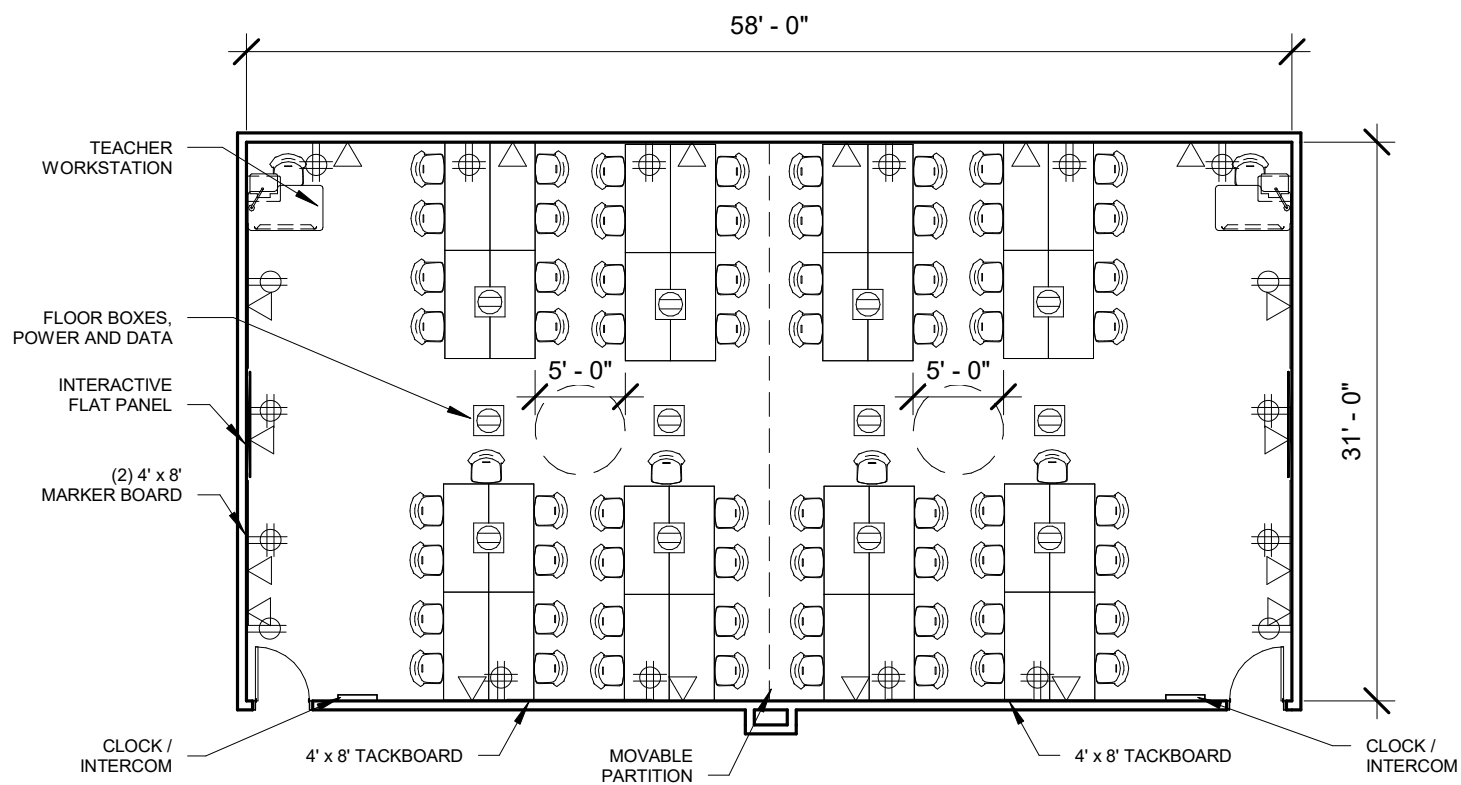 58' - 0"
TEACHER
WORKSTATION
FLOOR BOXES,
POWER AND DATA
5' - 0"
5' - 0"
INTERACTIVE
FLAT PANEL
31' - 0"
(2) 4' x 8'
MARKER BOARD
CLOCK /
INTERCOM
4' x 8' TACKBOARD
MOVABLE
PARTITION
4' x 8' TACKBOARD
CLOCK /
INTERCOM